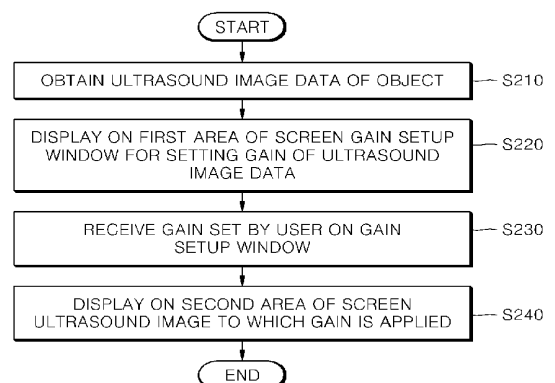 START
OBTAIN ULTRASOUND IMAGE DATA OF OBJECT
S210
DISPLAY ON FIRST AREA OF SCREEN GAIN SETUP
WINDOW FOR SETTING GAIN OF ULTRASOUND
IMAGE DATA
S220
RECEIVE GAIN SET BY USER ON GAIN
SETUP WINDOW
S230
DISPLAY ON SECOND AREA OF SCREEN
ULTRASOUND IMAGE TO WHICH GAIN IS APPLIED
S240
END